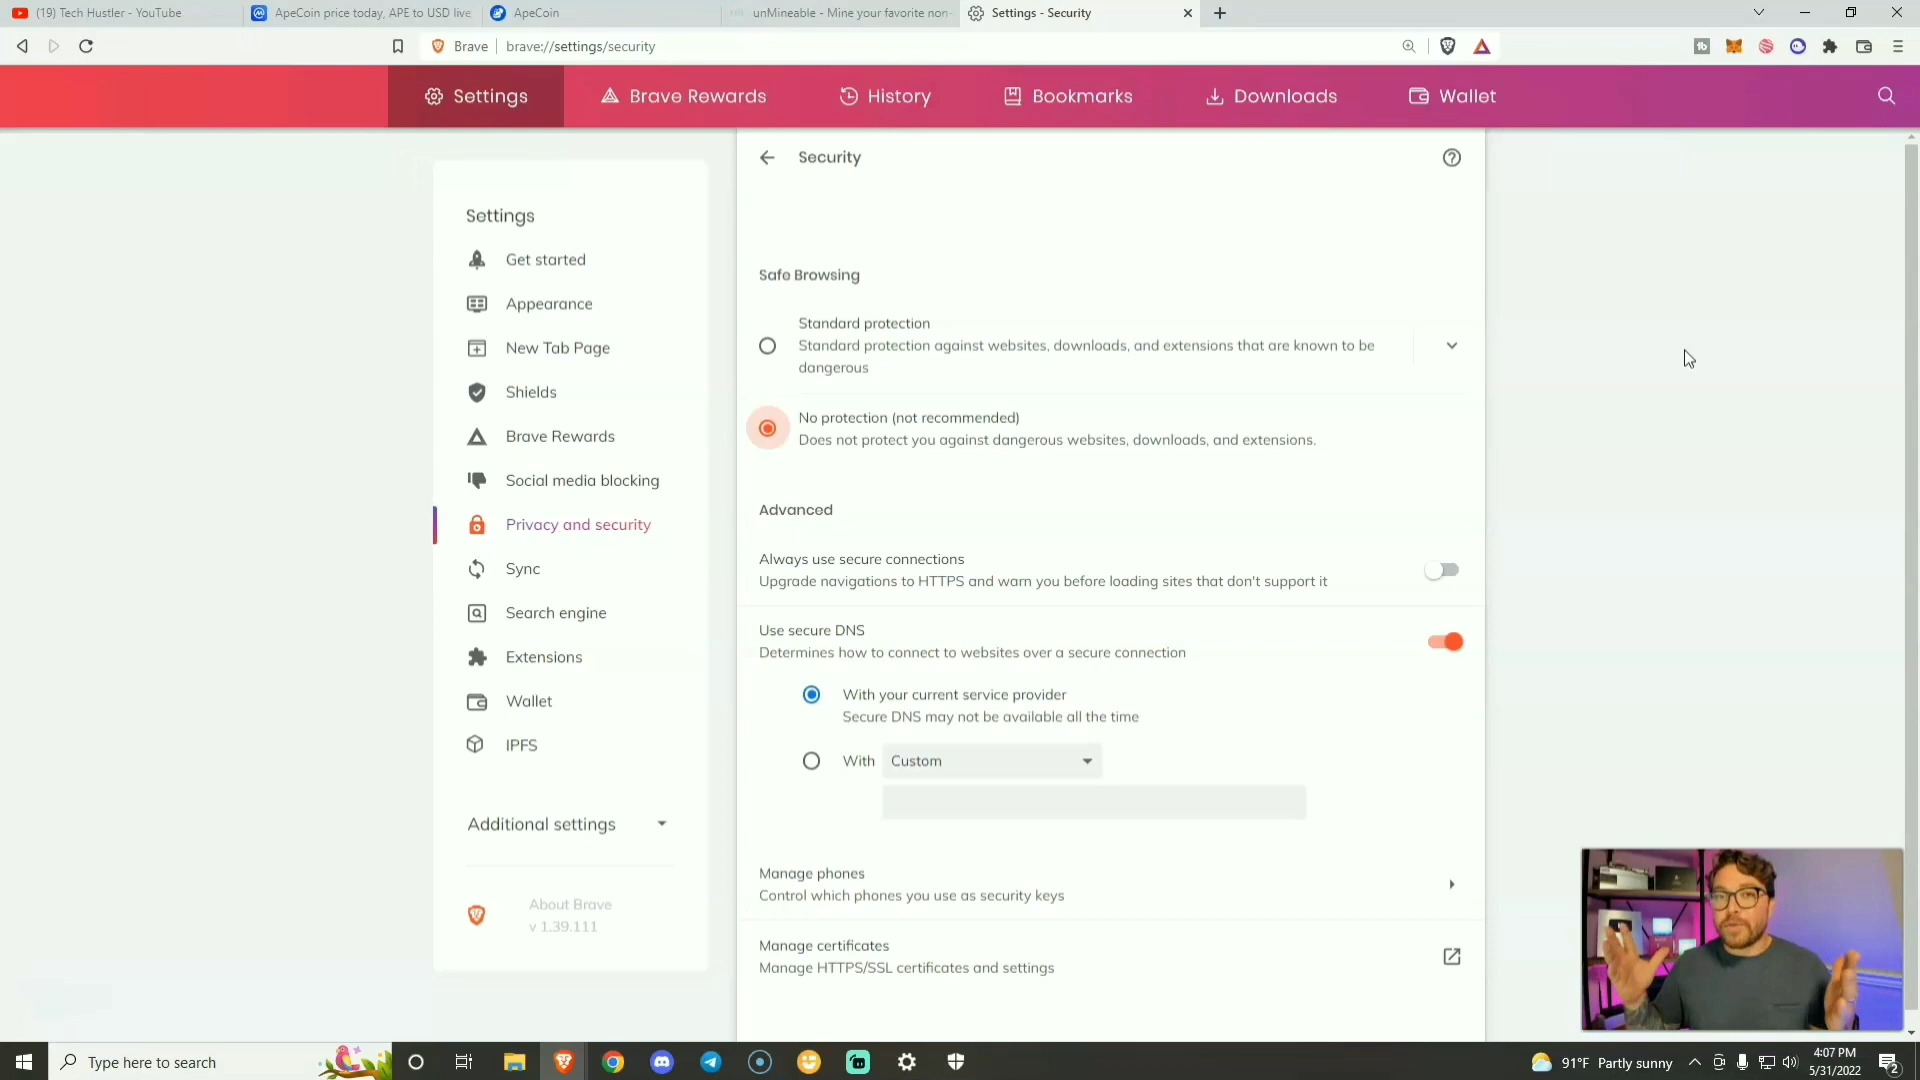 (19) Tech Hustler - YouTube
ApeCoin price today, APE to USD live
ApeCoin
unMineable - Mine your favorite non-
Settings - Security
Brave
brave://settings/security
Settings
Brave Rewards
History
Bookmarks
Downloads
Wallet
Security
Settings
Get started
Appearance
New Tab Page
Shields
Brave Rewards
Social media blocking
Privacy and security
Sync
Search engine
Extensions
Wallet
IPFS
Additional settings
About Brave
v 1.39.111
Safe Browsing
Standard protection
Standard protection against websites, downloads, and extensions that are known to be
dangerous
No protection (not recommended)
Does not protect you against dangerous websites, downloads, and extensions.
Advanced
Always use secure connections
Upgrade navigations to HTTPS and warn you before loading sites that don't support it
Use secure DNS
Determines how to connect to websites over a secure connection
With your current service provider
Secure DNS may not be available all the time
With
Custom
Manage phones
Control which phones you use as security keys
Manage certificates
Manage HTTPS/SSL certificates and settings
Type here to search
91°F Partly sunny
4:07 PM
5/31/2022
2